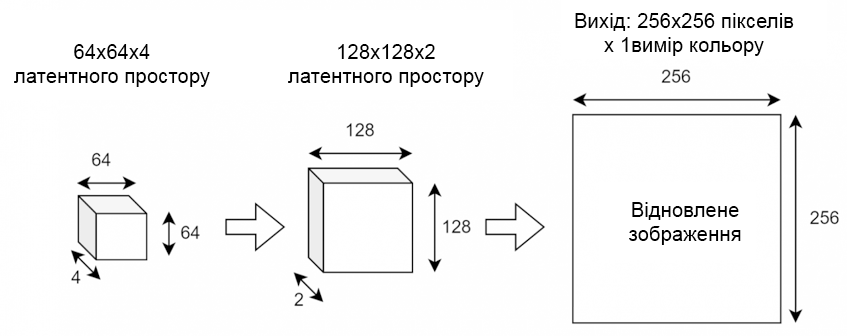 64x64x4
латентного простору
64
64
4
128x128x2
латентного простору
128
128
2
Вихід: 256x256 пікселів
x 1вимір кольору
256
Відновлене
зображення
256